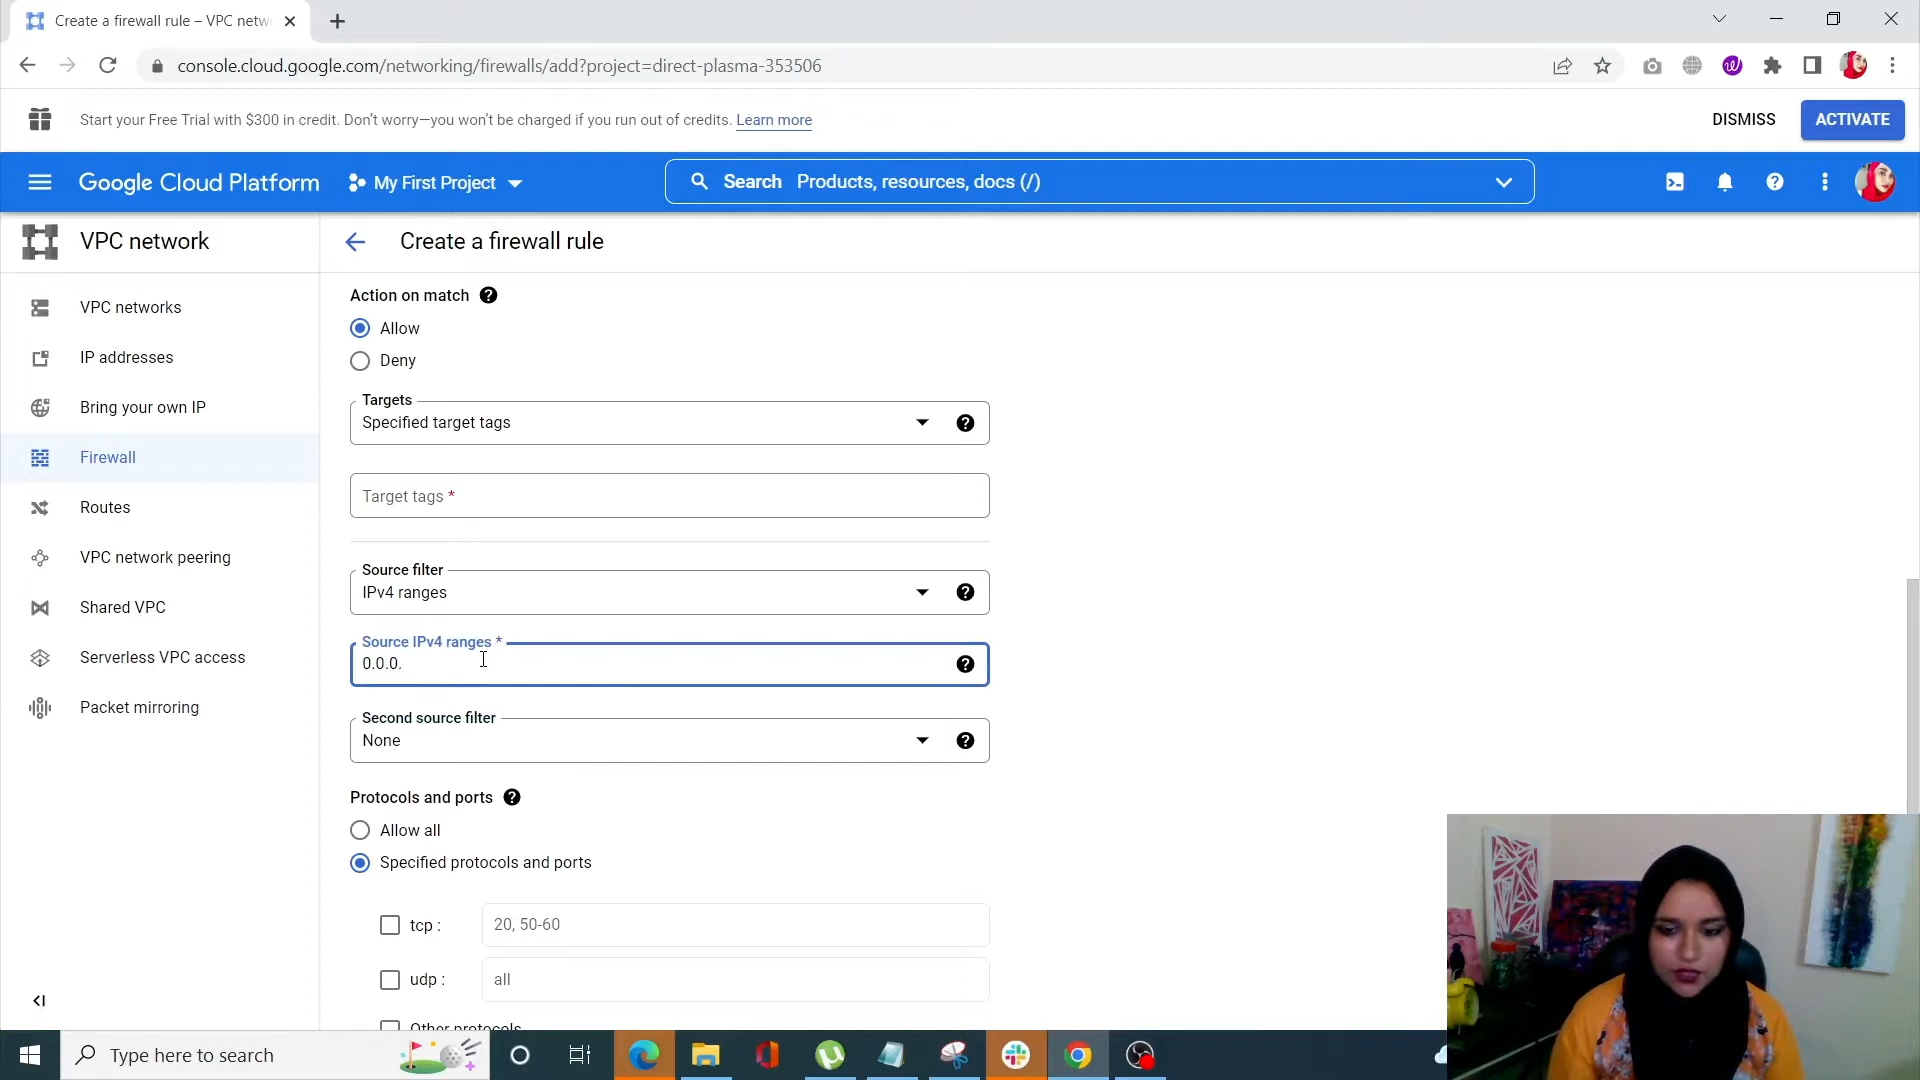 Create a firewall rule – VPC netw
console.cloud.google.com/networking/firewalls/add?project=direct-plasma-353506
Start your Free Trial with $300 in credit. Don't worry—you won't be charged if you run out of credits. Learn more
DISMISS
ACTIVATE
Google Cloud Platform
My First Project
Search Products, resources, docs (/)
VPC network
Create a firewall rule
VPC networks
IP addresses
Bring your own IP
Firewall
Routes
VPC network peering
Shared VPC
Serverless VPC access
Packet mirroring
Action on match
Allow
Deny
Targets
Specified target tags
Target tags *
Source filter
IPv4 ranges
Source IPv4 ranges *
0.0.0.
Second source filter
None
Protocols and ports
Allow all
Specified protocols and ports
tcp :
20, 50-60
udp :
all
Other protocols
Type here to search